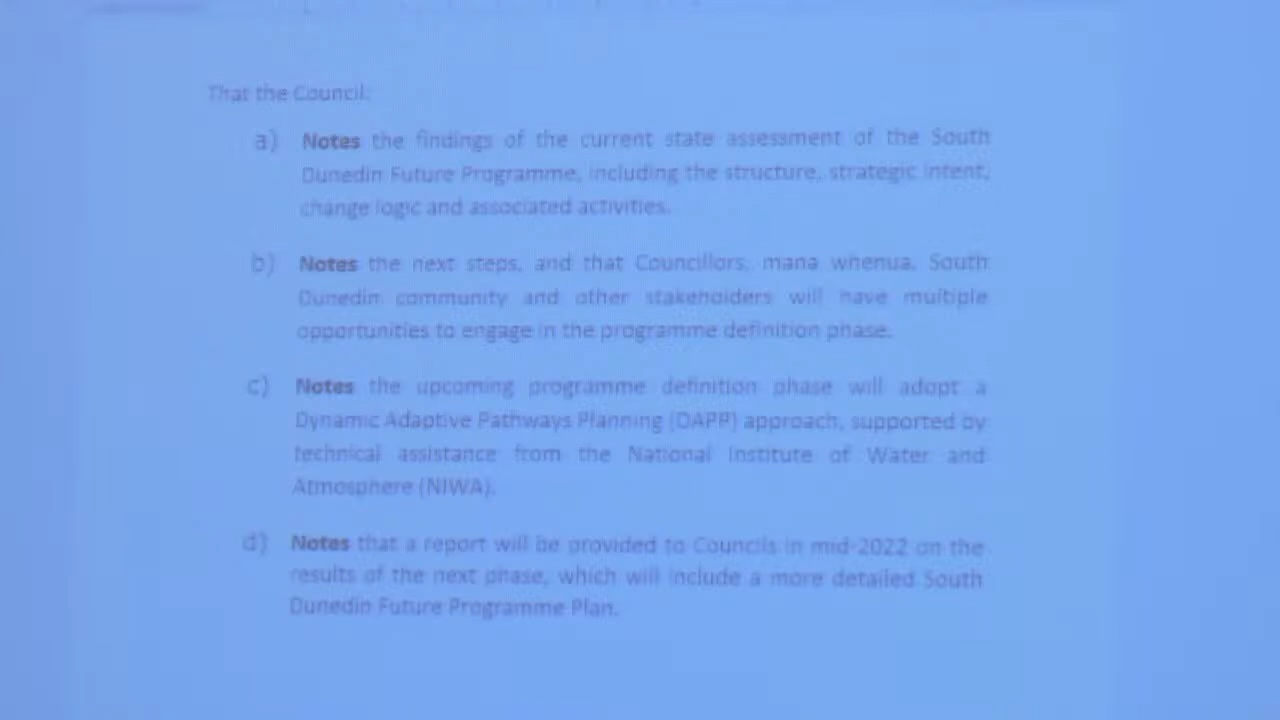 That the Council:
a) Notes the findings of the current state assessment of the South
Dunedin Future Programme, including the structure, strategic intent,
change logic and associated activities.
b) Notes the next steps, and that Councillors, mana whenua, South
Dunedin community and other stakeholders will have multiple
opportunities to engage in the programme definition phase.
c) Notes the upcoming programme definition phase will adopt a
Dynamic Adaptive Pathways Planning (DAPP) approach, supported by
technical assistance from the National Institute of Water and
Atmosphere (NIWA).
d) Notes that a report will be provided to Councils in mid-2022 on the
results of the next phase, which will include a more detailed South
Dunedin Future Programme Plan.